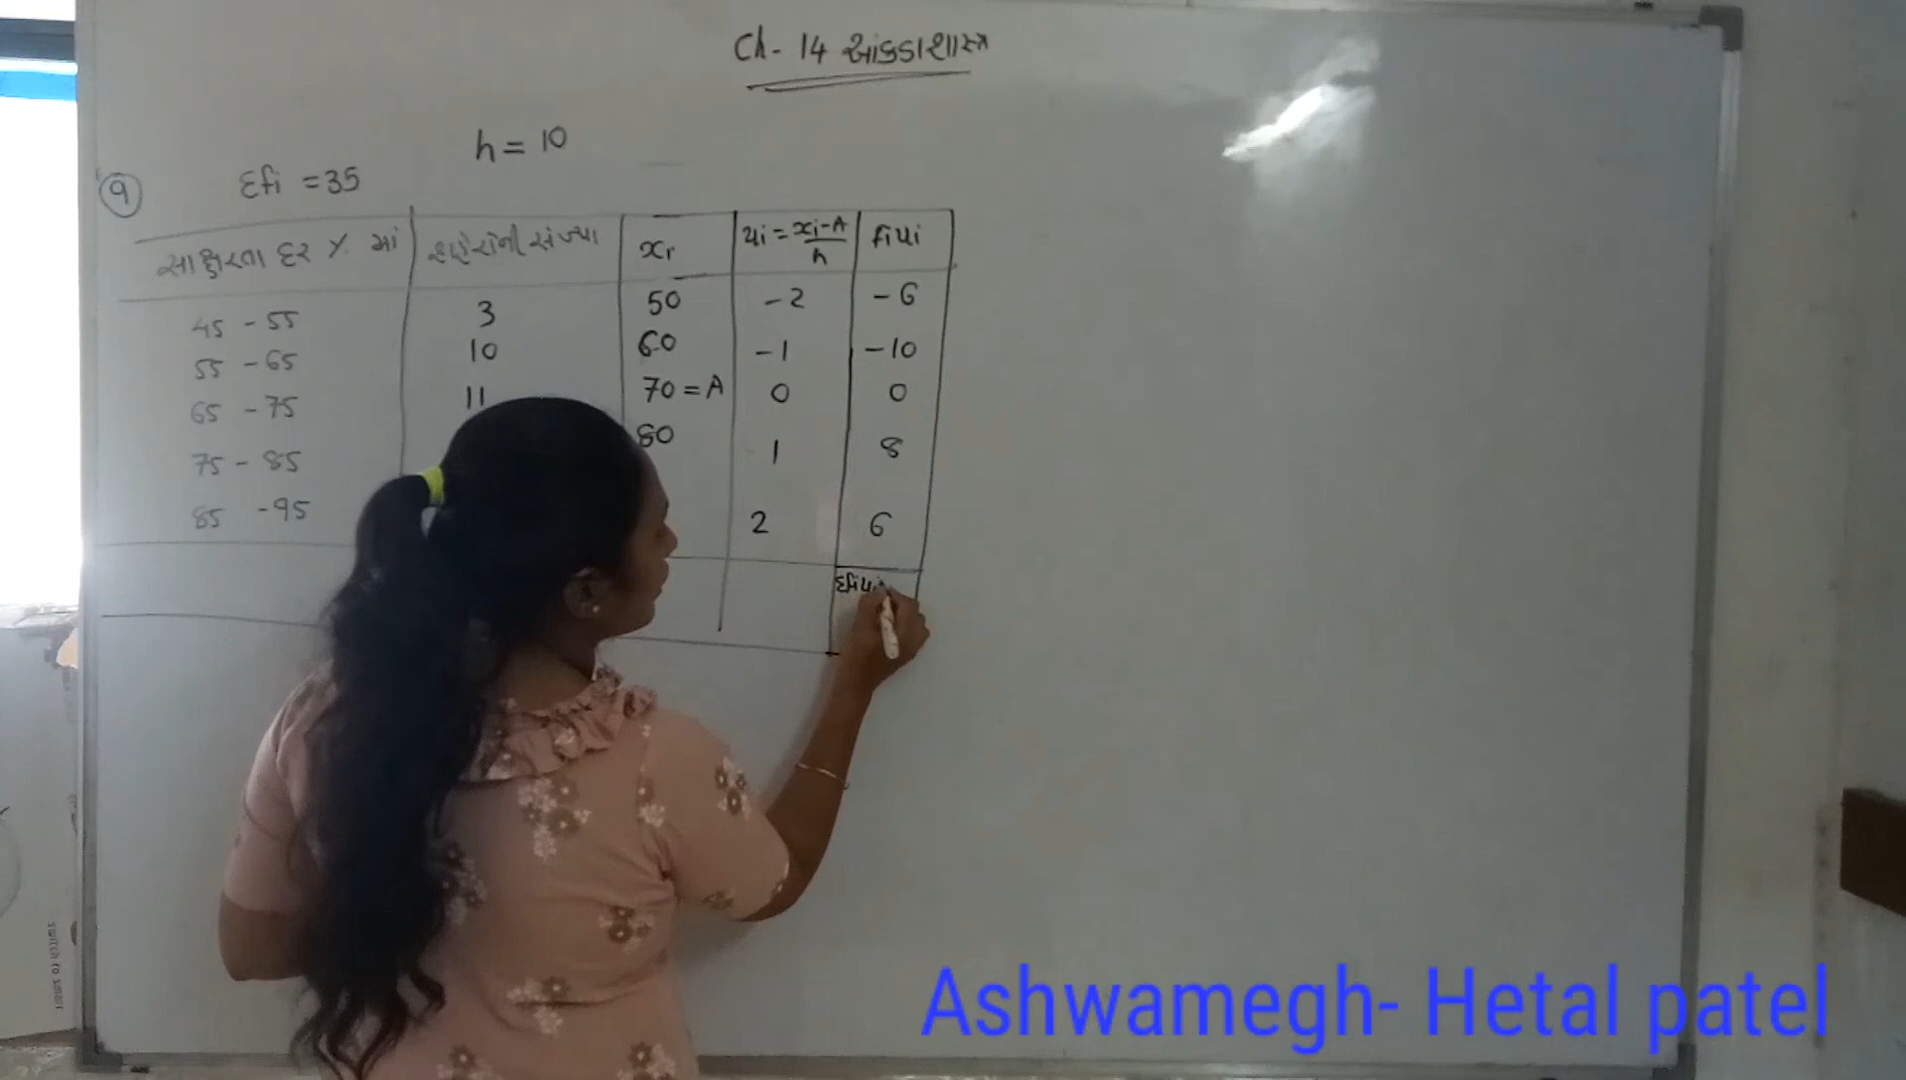 Ch- 14 આંકડાશાસ્ત્ર
h = 10
Σfi = 35
9
સાક્ષરતા દર % માં શહેરોની સંખ્યા xi ui = xi-A / h fiui
45 - 55 3 50 -2 -6
55 - 65 10 60 -1 -10
65 - 75 11 70 = A 0 0
75 - 85 80 1 8
85 - 95 2 6
Σfiui
Ashwamegh- Hetal patel